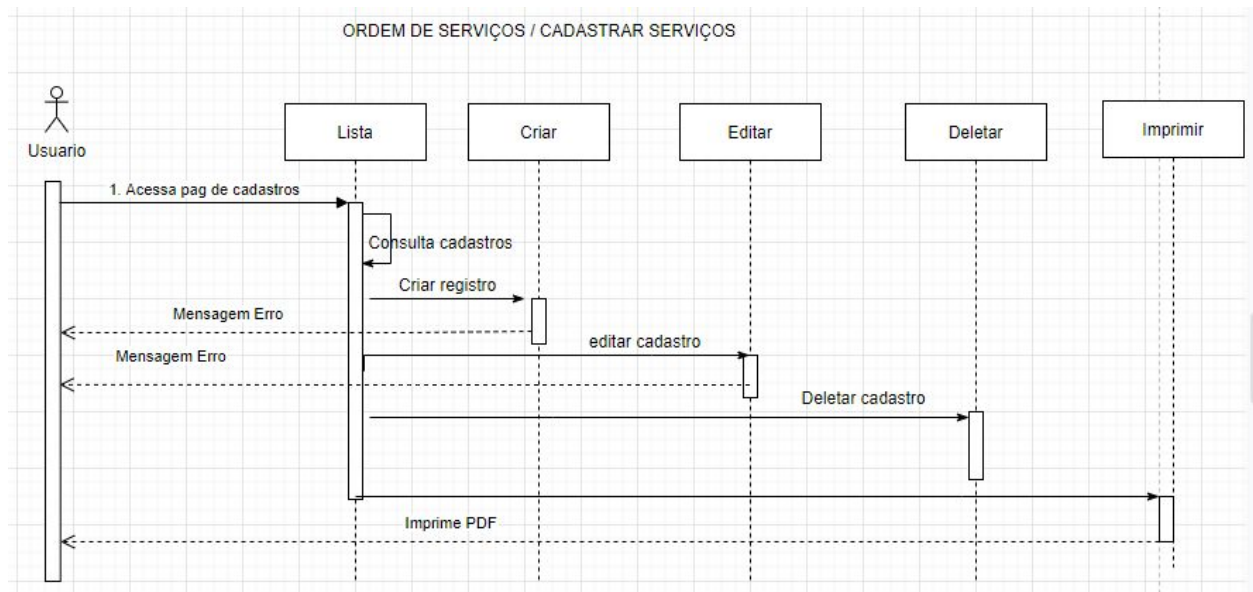 ORDEM DE SERVIÇOS / CADASTRAR SERVIÇOS
Usuario
Lista
Criar
Editar
Deletar
Imprimir
1. Acessa pag de cadastros
Consulta cadastros
Criar registro
Mensagem Erro
editar cadastro
Mensagem Erro
Deletar cadastro
Imprime PDF